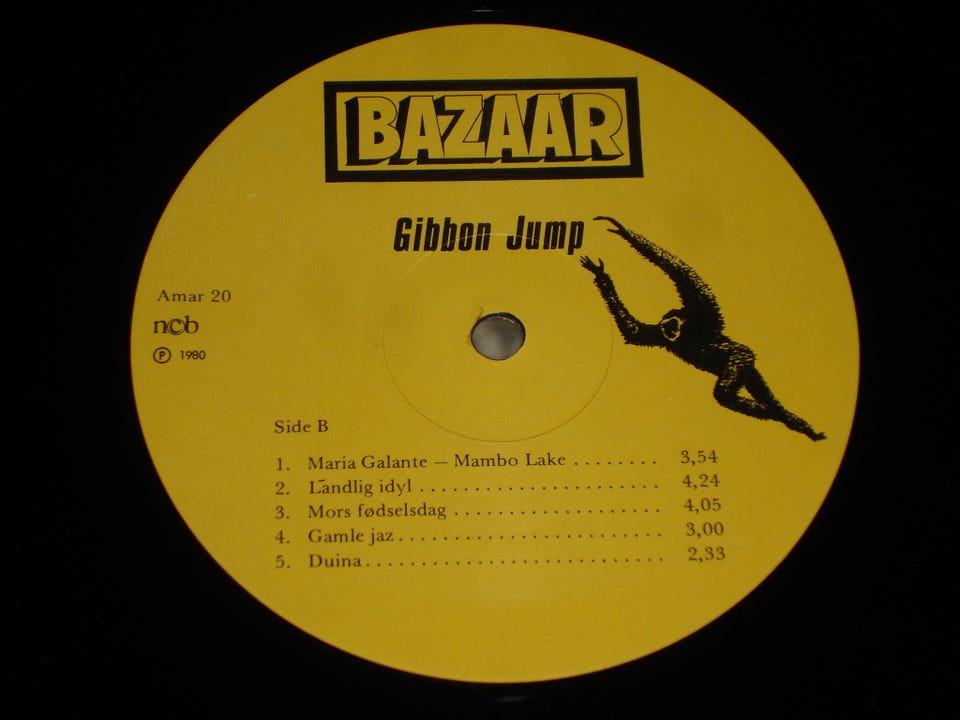 BAZAAR
Gibbon Jump
Amar 20
ncb
Ⓟ 1980
Side B
1. Maria Galante – Mambo Lake ........ 3,54
2. Landlig idyl ........................ 4,24
3. Mors fødselsdag .................... 4,05
4. Gamle jaz .......................... 3,00
5. Duina ............................. 2,33